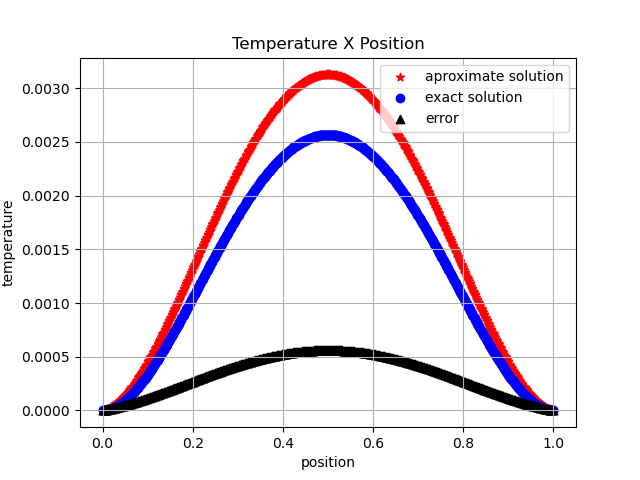 Temperature X Position
aproximate solution
exact solution
error
0.0030
0.0025
0.0020
0.0015
0.0010
0.0005
0.0000
temperature
0.0 0.2 0.4 0.6 0.8 1.0
position